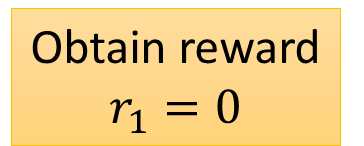 Obtain reward
r₁ = 0